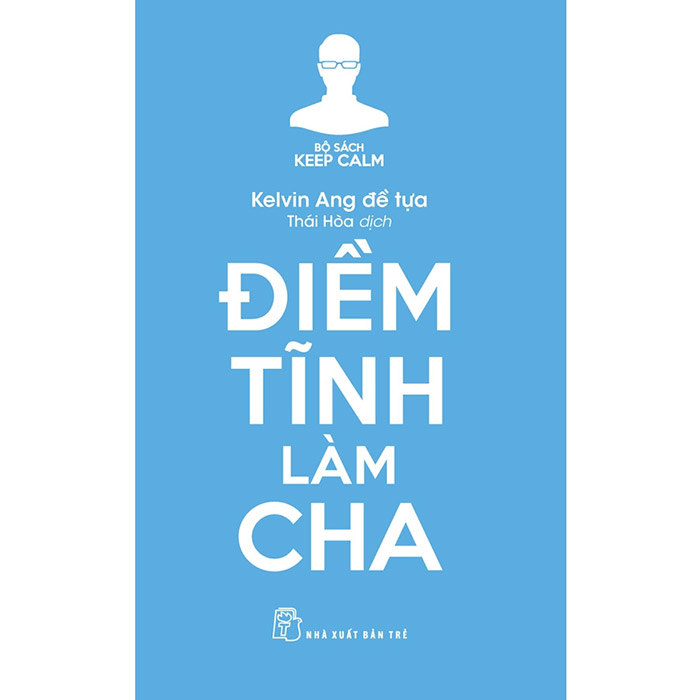 BỘ SÁCH
KEEP CALM
Kelvin Ang đề tựa
Thái Hòa dịch
ĐIỀM
TĨNH
LÀM
CHA
NHÀ XUẤT BẢN TRẺ